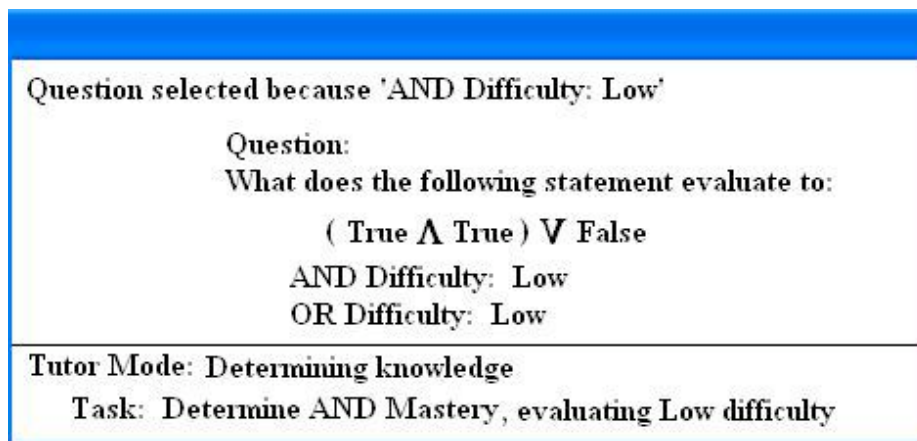 Question selected because 'AND Difficulty: Low'
Question:
What does the following statement evaluate to:
( True Λ True ) V False
AND Difficulty: Low
OR Difficulty: Low
Tutor Mode: Determining knowledge
Task: Determine AND Mastery, evaluating Low difficulty